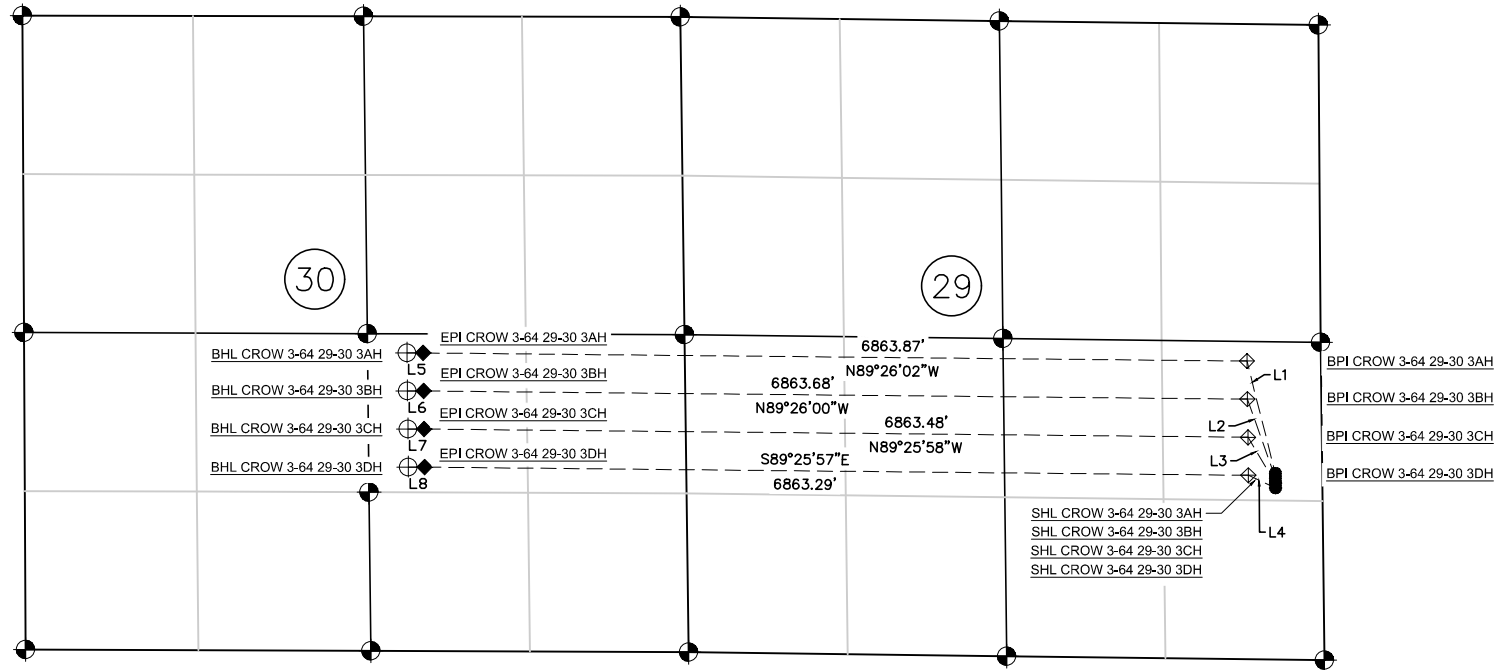 30
29
EPI CROW 3-64 29-30 3AH
6863.87'
BHL CROW 3-64 29-30 3AH
L5
N89°26'02"W
BPI CROW 3-64 29-30 3AH
EPI CROW 3-64 29-30 3BH
6863.68'
L1
BHL CROW 3-64 29-30 3BH
L6
N89°26'00"W
BPI CROW 3-64 29-30 3BH
EPI CROW 3-64 29-30 3CH
6863.48'
L2
BHL CROW 3-64 29-30 3CH
L7
N89°25'58"W
BPI CROW 3-64 29-30 3CH
EPI CROW 3-64 29-30 3DH
S89°25'57"E
L3
BHL CROW 3-64 29-30 3DH
L8
6863.29'
BPI CROW 3-64 29-30 3DH
SHL CROW 3-64 29-30 3AH
SHL CROW 3-64 29-30 3BH
L4
SHL CROW 3-64 29-30 3CH
SHL CROW 3-64 29-30 3DH